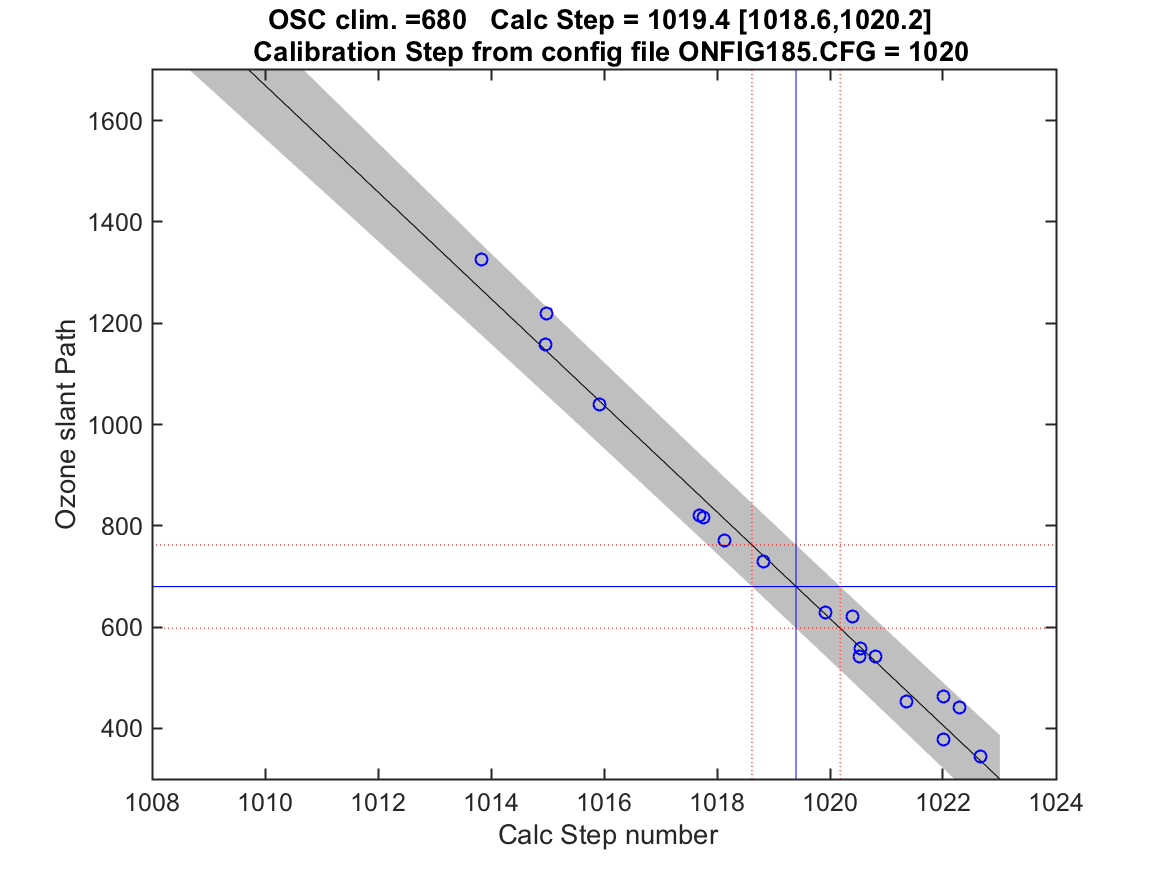 OSC clim. =680   Calc Step = 1019.4 [1018.6,1020.2]
Calibration Step from config file ONFIG185.CFG = 1020
Ozone slant Path
1600
1400
1200
1000
800
600
400
1008 1010 1012 1014 1016 1018 1020 1022 1024
Calc Step number